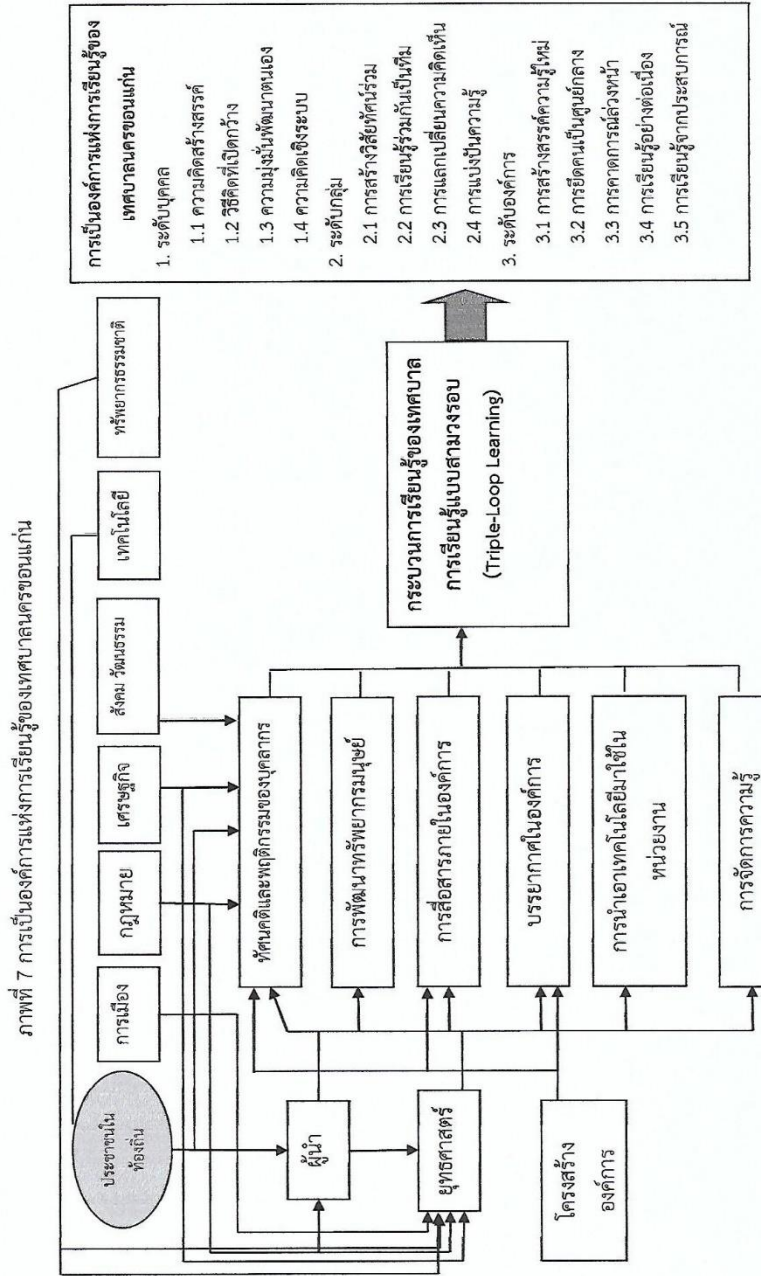 ภาพที่ 7 การเป็นองค์การแห่งการเรียนรู้ของเทศบาลนครขอนแก่น
ประชาชนใน
ท้องถิ่น
การเมือง
กฎหมาย
เศรษฐกิจ
สังคม วัฒนธรรม
เทคโนโลยี
ทรัพยากรธรรมชาติ
ผู้นำ
ยุทธศาสตร์
โครงสร้าง
องค์การ
ทัศนคติและพฤติกรรมของบุคลากร
การพัฒนาทรัพยากรมนุษย์
การสื่อสารภายในองค์การ
บรรยากาศในองค์การ
การนำเอาเทคโนโลยีมาใช้ใน
หน่วยงาน
การจัดการความรู้
กระบวนการเรียนรู้ของเทศบาล
การเรียนรู้แบบสามวงรอบ
(Triple-Loop Learning)
การเป็นองค์การแห่งการเรียนรู้ของ
เทศบาลนครขอนแก่น
1. ระดับบุคคล
1.1 ความคิดสร้างสรรค์
1.2 วิธีคิดที่เปิดกว้าง
1.3 ความมุ่งมั่นพัฒนาตนเอง
1.4 ความคิดเชิงระบบ
2. ระดับกลุ่ม
2.1 การสร้างวิสัยทัศน์ร่วม
2.2 การเรียนรู้ร่วมกันเป็นทีม
2.3 การแลกเปลี่ยนความคิดเห็น
2.4 การแบ่งปันความรู้
3. ระดับองค์การ
3.1 การสร้างสรรค์ความรู้ใหม่
3.2 การยึดคนเป็นศูนย์กลาง
3.3 การคาดการณ์ล่วงหน้า
3.4 การเรียนรู้อย่างต่อเนื่อง
3.5 การเรียนรู้จากประสบการณ์